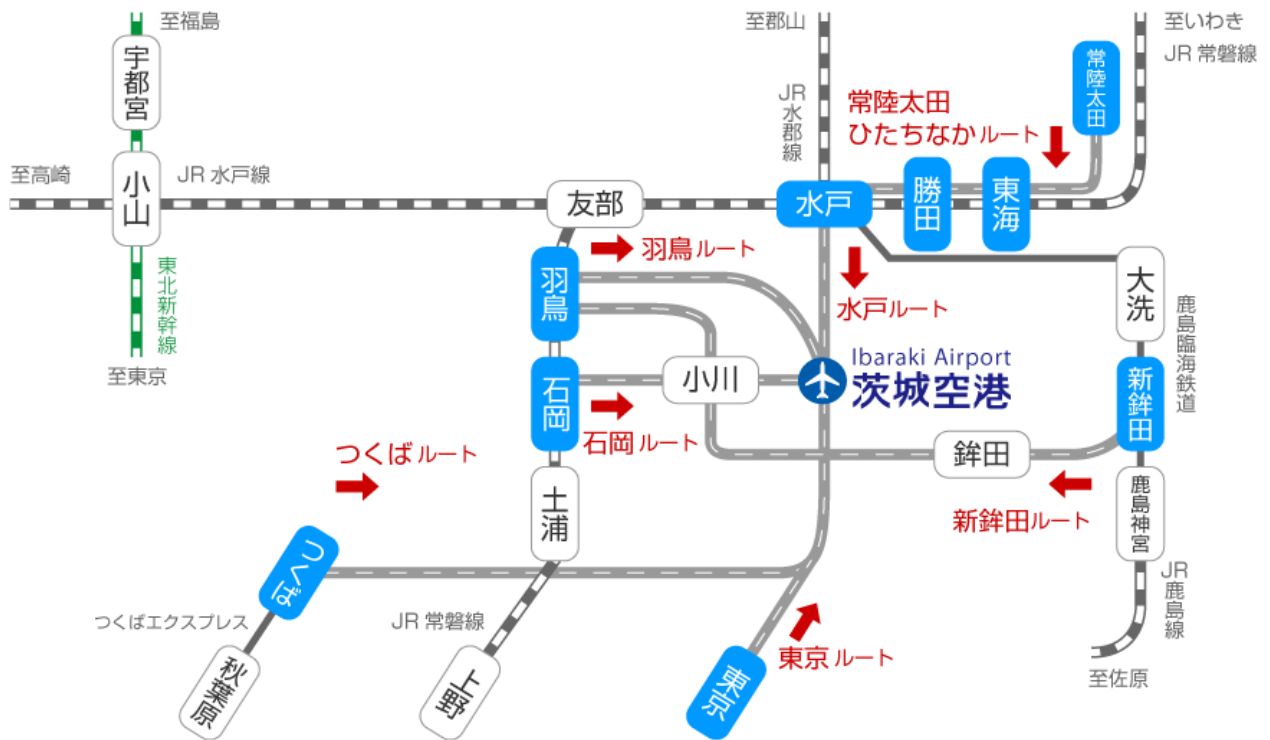 至福島
宇都宮
至高崎
小山
JR 水戸線
東北新幹線
至東京
友部
至郡山
JR水郡線
水戸
常陸太田
ひたちなかルート
勝田
東海
常陸太田
至いわき
JR 常磐線
羽鳥
羽鳥ルート
水戸ルート
大洗
鹿島臨海鉄道
石岡
石岡ルート
小川
Ibaraki Airport
茨城空港
新鉾田
鉾田
新鉾田ルート
鹿島神宮
JR鹿島線
至佐原
つくばルート
土浦
つくば
つくばエクスプレス
秋葉原
JR 常磐線
上野
東京ルート
東京